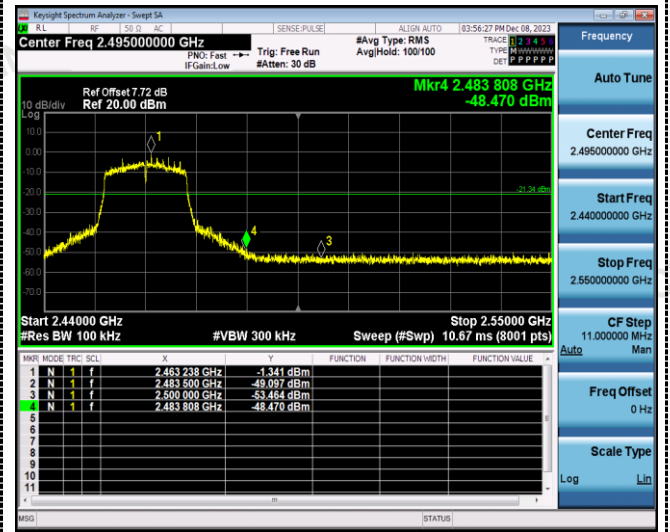 Keysight Spectrum Analyzer - Swept SA
RL RF 50 Ω AC SENSE:PULSE ALIGN AUTO 03:56:27 PM Dec 08, 2023
Center Freq 2.495000000 GHz
PNO: Fast
IFGain:Low
Trig: Free Run
#Atten: 30 dB
#Avg Type: RMS
Avg|Hold: 100/100
TRACE 1 2 3 4 5 6
TYPE M
DET P P P P P P
Ref Offset 7.72 dB
10 dB/div Ref 20.00 dBm
Log
Mkr4 2.483 808 GHz
-48.470 dBm
10.0
0.00
-10.0
-20.0
-30.0
-40.0
-50.0
-60.0
-70.0
1
4
3
-21.34 dBm
Start 2.44000 GHz Stop 2.55000 GHz
#Res BW 100 kHz #VBW 300 kHz Sweep (#Swp) 10.67 ms (8001 pts)
MKR MODE TRC SCL X Y FUNCTION FUNCTION WIDTH FUNCTION VALUE
1 N 1 f 2.463 238 GHz -1.341 dBm
2 N 1 f 2.483 500 GHz -49.097 dBm
3 N 1 f 2.500 000 GHz -53.464 dBm
4 N 1 f 2.483 808 GHz -48.470 dBm
5
6
7
8
9
10
11
MSG STATUS
Frequency
Auto Tune
Center Freq
2.495000000 GHz
Start Freq
2.440000000 GHz
Stop Freq
2.550000000 GHz
CF Step
11.000000 MHz
Auto Man
Freq Offset
0 Hz
Scale Type
Log Lin